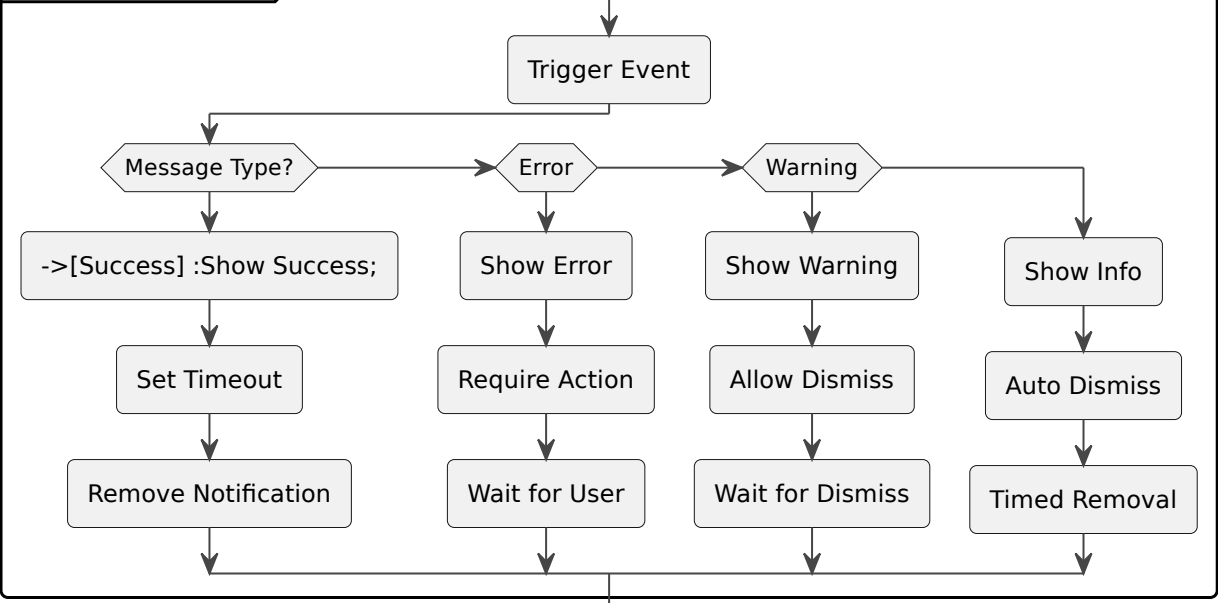 Trigger Event
Message Type?
Error
Warning
->[Success] :Show Success;
Show Error
Show Warning
Show Info
Set Timeout
Require Action
Allow Dismiss
Auto Dismiss
Remove Notification
Wait for User
Wait for Dismiss
Timed Removal